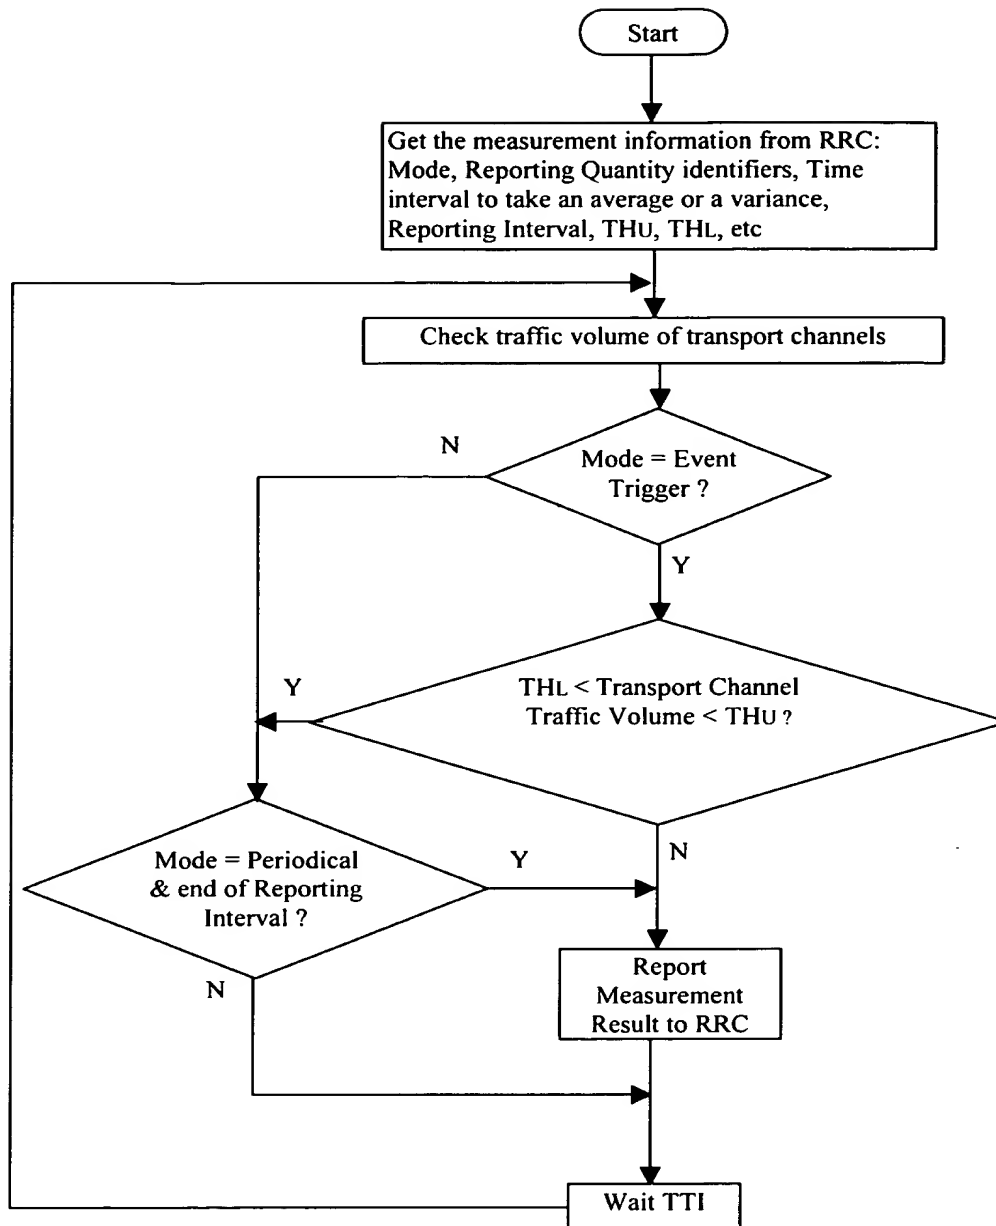 Start
Get the measurement information from RRC:
Mode, Reporting Quantity identifiers, Time
interval to take an average or a variance,
Reporting Interval, THU, THL, etc
Check traffic volume of transport channels
N
Mode = Event
Trigger ?
Y
Y
THL < Transport Channel
Traffic Volume < THU ?
N
Mode = Periodical
& end of Reporting
Interval ?
Y
N
Report
Measurement
Result to RRC
Wait TTI